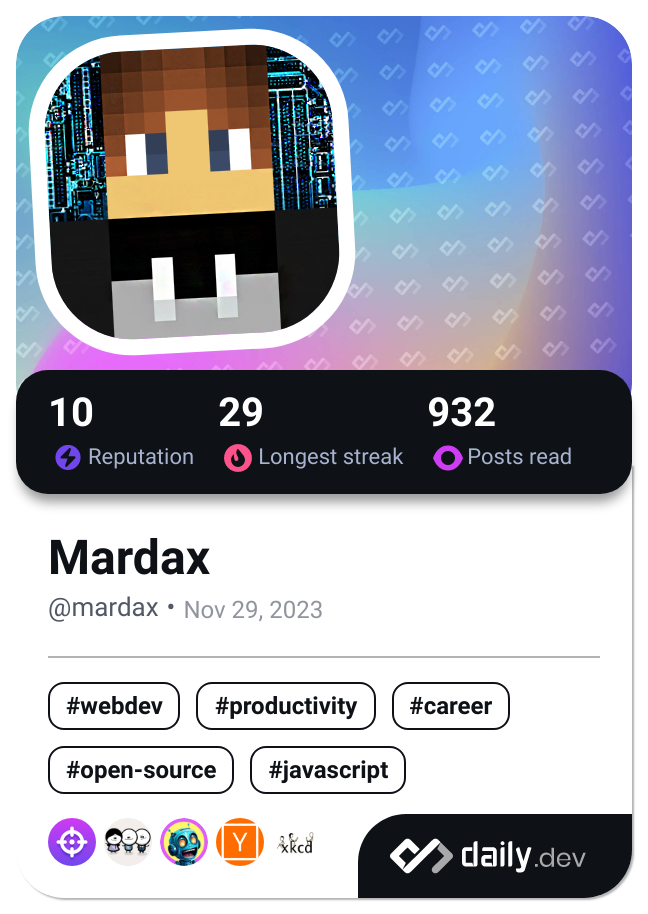 10 29 932
Reputation Longest streak Posts read
Mardax
@mardax • Nov 29, 2023
#webdev #productivity #career
#open-source #javascript
Y xkcd
daily.dev